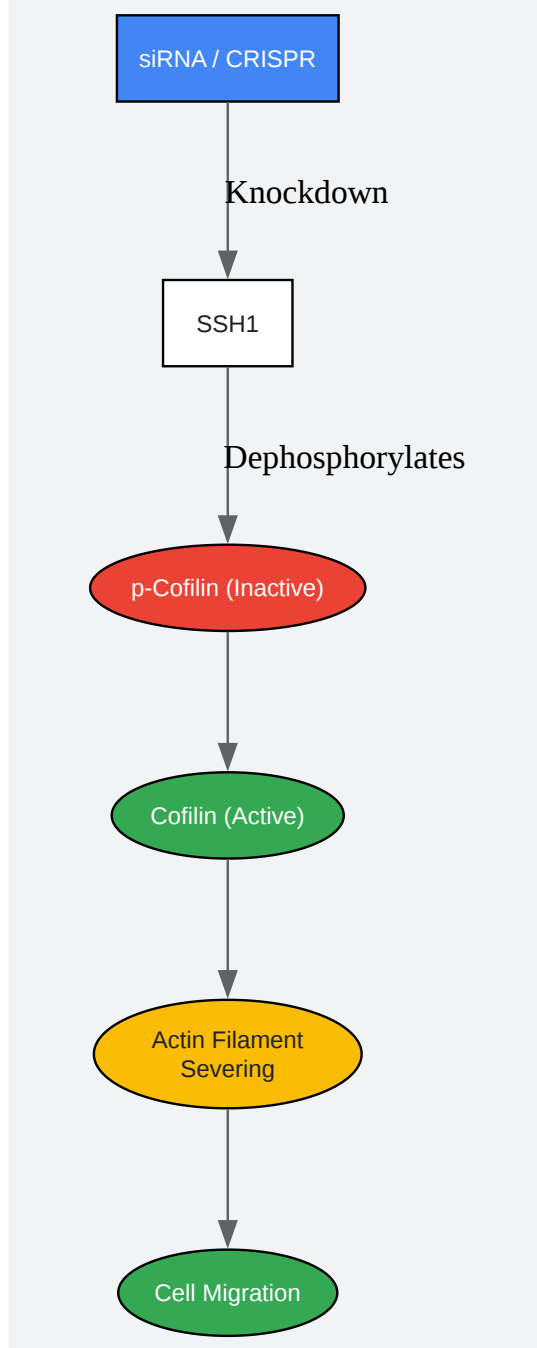 siRNA / CRISPR
Knockdown
SSH1
Dephosphorylates
p-Cofilin (Inactive)
Cofilin (Active)
Actin Filament
Severing
Cell Migration